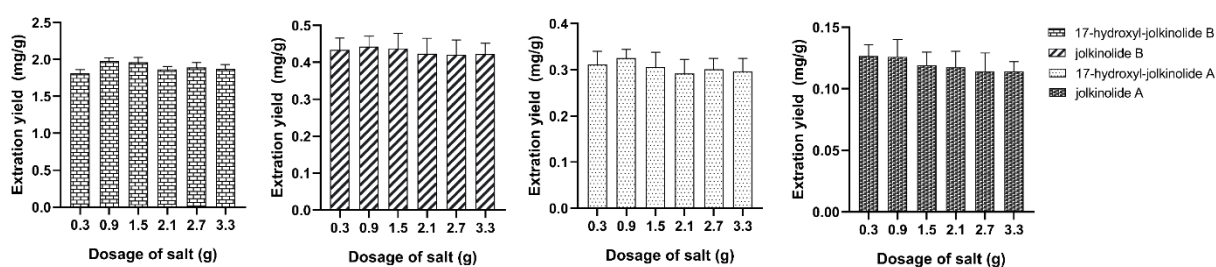 Extration yield (mg/g)
2.5
2.0
1.5
1.0
0.5
0.0
0.3 0.9 1.5 2.1 2.7 3.3
Dosage of salt (g)
Extration yield (mg/g)
0.5
0.4
0.3
0.2
0.1
0.0
0.3 0.9 1.5 2.1 2.7 3.3
Dosage of salt (g)
Extration yield (mg/g)
0.4
0.3
0.2
0.1
0.0
0.3 0.9 1.5 2.1 2.7 3.3
Dosage of salt (g)
Extration yield (mg/g)
0.15
0.10
0.05
0.00
0.3 0.9 1.5 2.1 2.7 3.3
Dosage of salt (g)
17-hydroxyl-jolkinolide B
jolkinolide B
17-hydroxyl-jolkinolide A
jolkinolide A